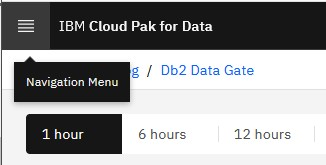 IBM Cloud Pak for Data
Navigation Menu
/ Db2 Data Gate
1 hour 6 hours 12 hours